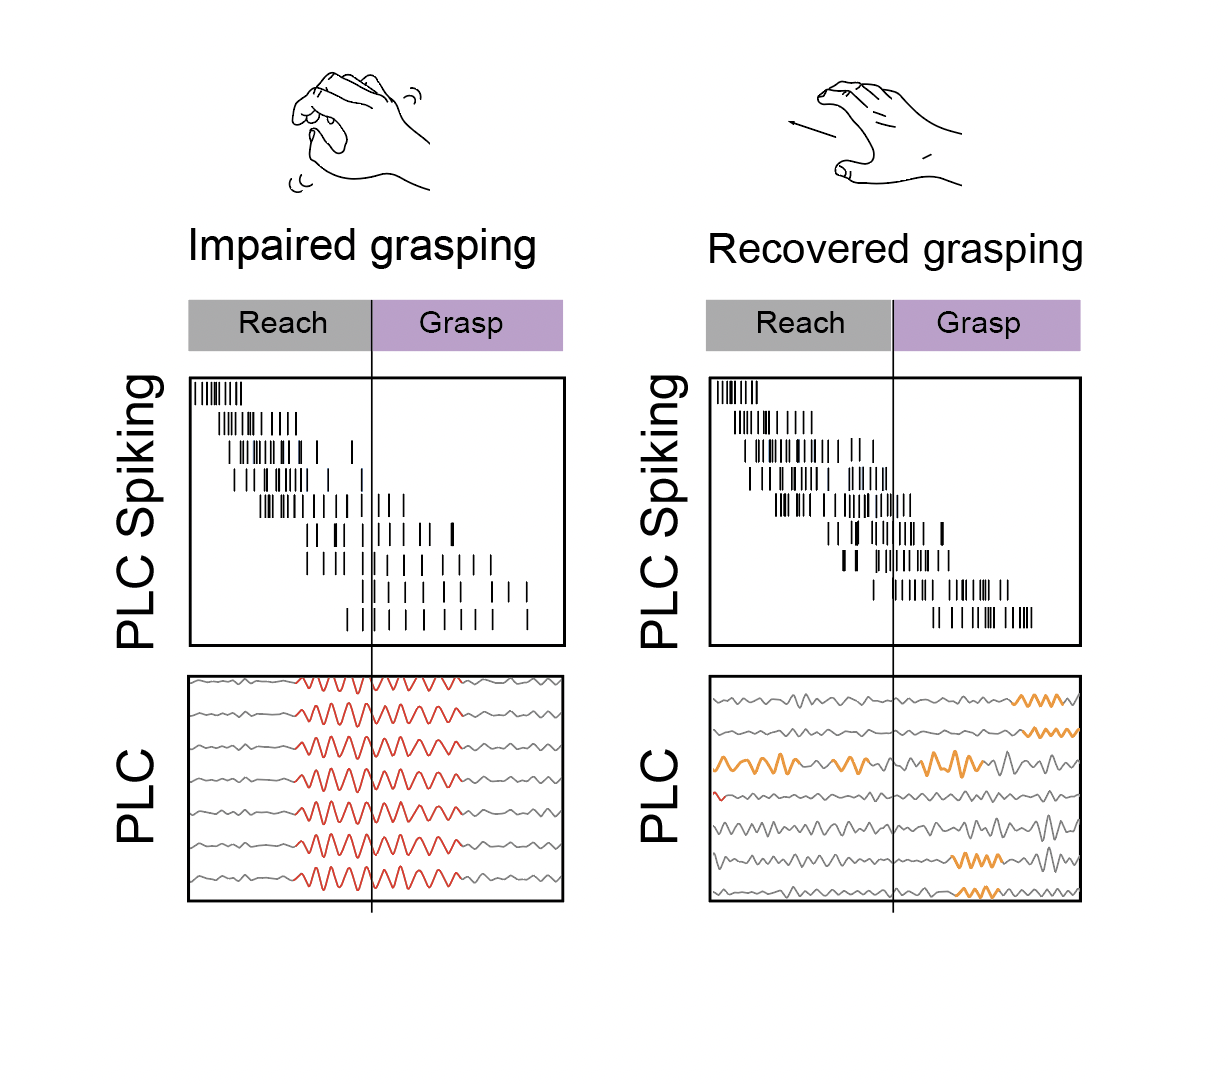 Impaired grasping
Recovered grasping
Reach
Grasp
Reach
Grasp
PLC Spiking
PLC Spiking
PLC
PLC